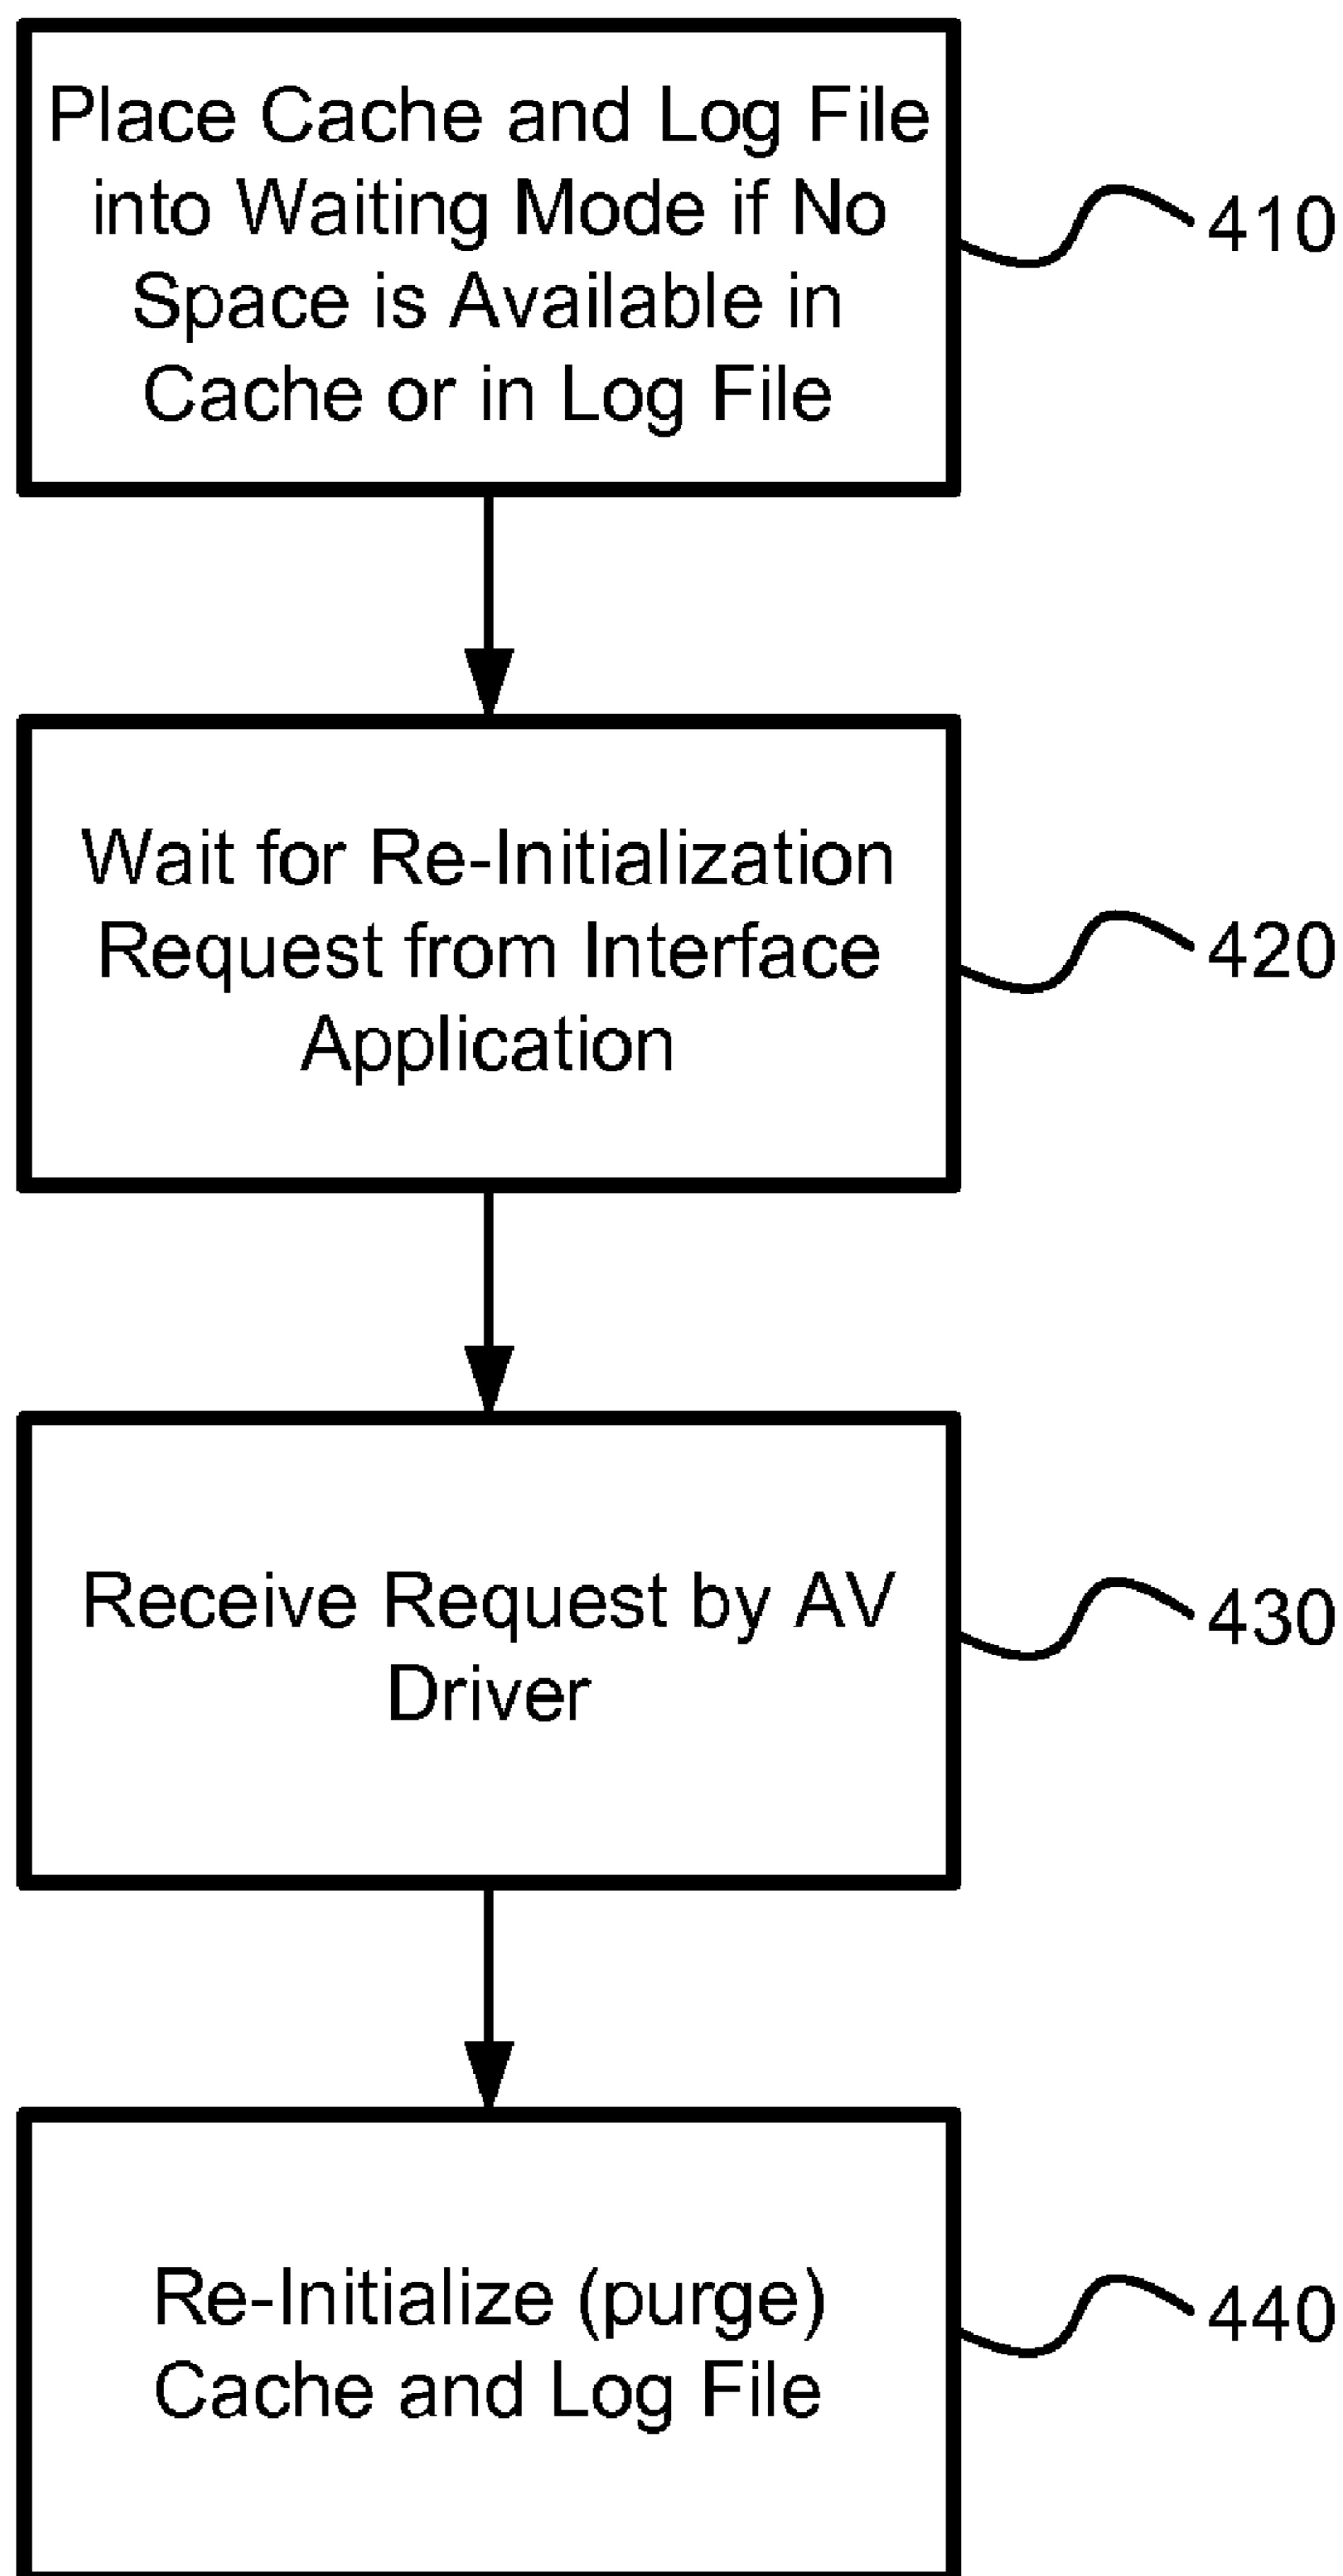 Place Cache and Log File
into Waiting Mode if No
Space is Available in
Cache or in Log File
410
Wait for Re-Initialization
Request from Interface
Application
420
Receive Request by AV
Driver
430
Re-Initialize (purge)
Cache and Log File
440